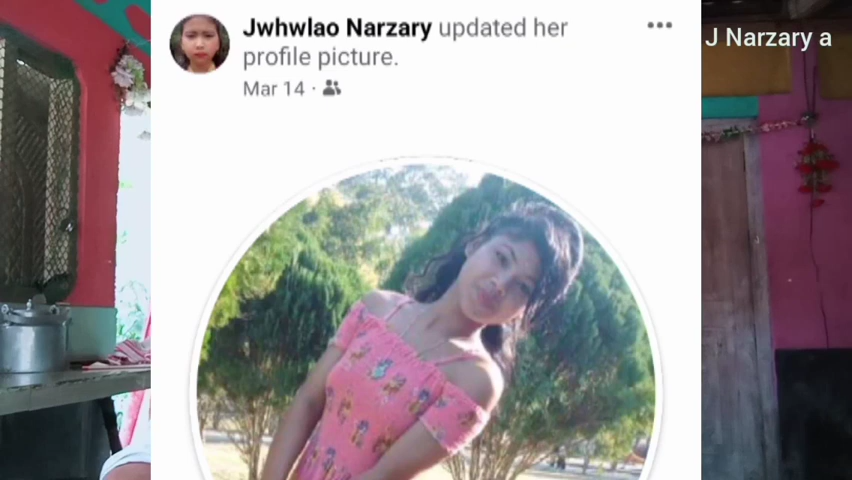 Jwhwlao Narzary updated her
profile picture.
Mar 14 ·
J Narzary a